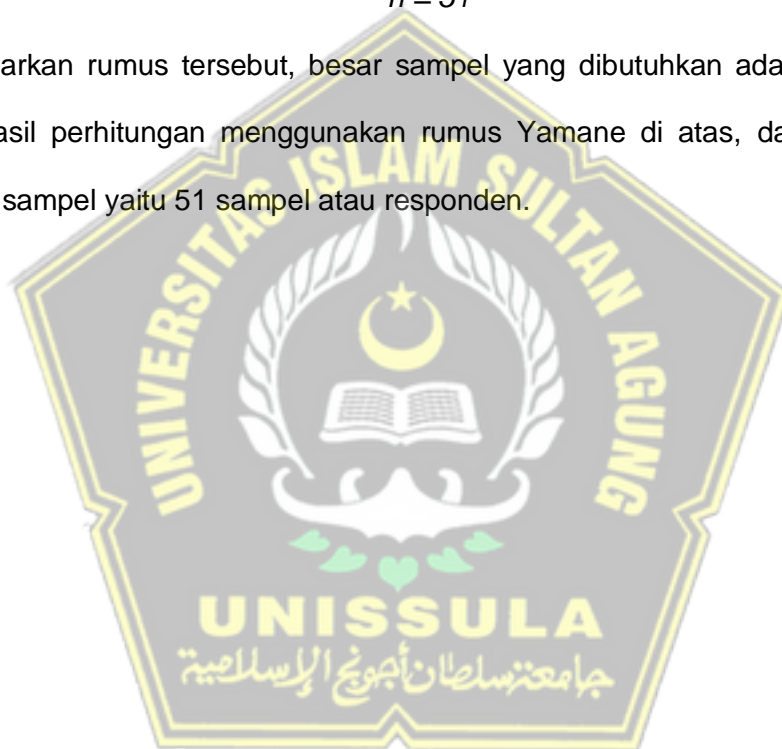 n = 51
arkan rumus tersebut, besar sampel yang dibutuhkan ada
asil perhitungan menggunakan rumus Yamane di atas, da
sampel yaitu 51 sampel atau responden.
UNIVERSITAS ISLAM SULTAN AGUNG
UNISSULA
جامعة سلطان أجونج الإسلامية